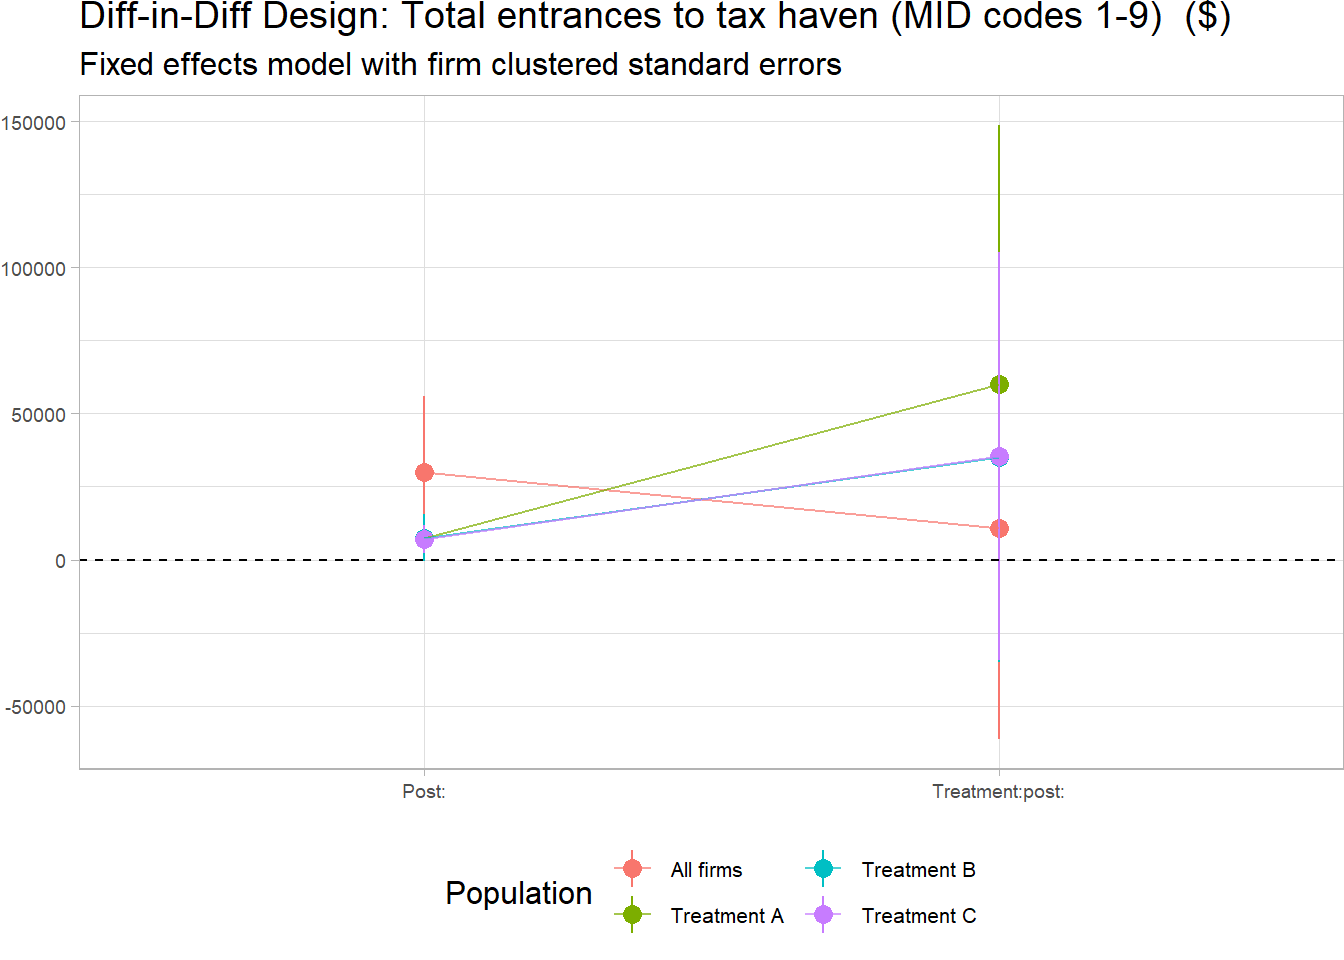 Diff-in-Diff Design: Total entrances to tax haven (MID codes 1-9)  ($)
Fixed effects model with firm clustered standard errors
150000
100000
50000
0
-50000
Post:
Treatment:post:
Population
All firms
Treatment B
Treatment A
Treatment C